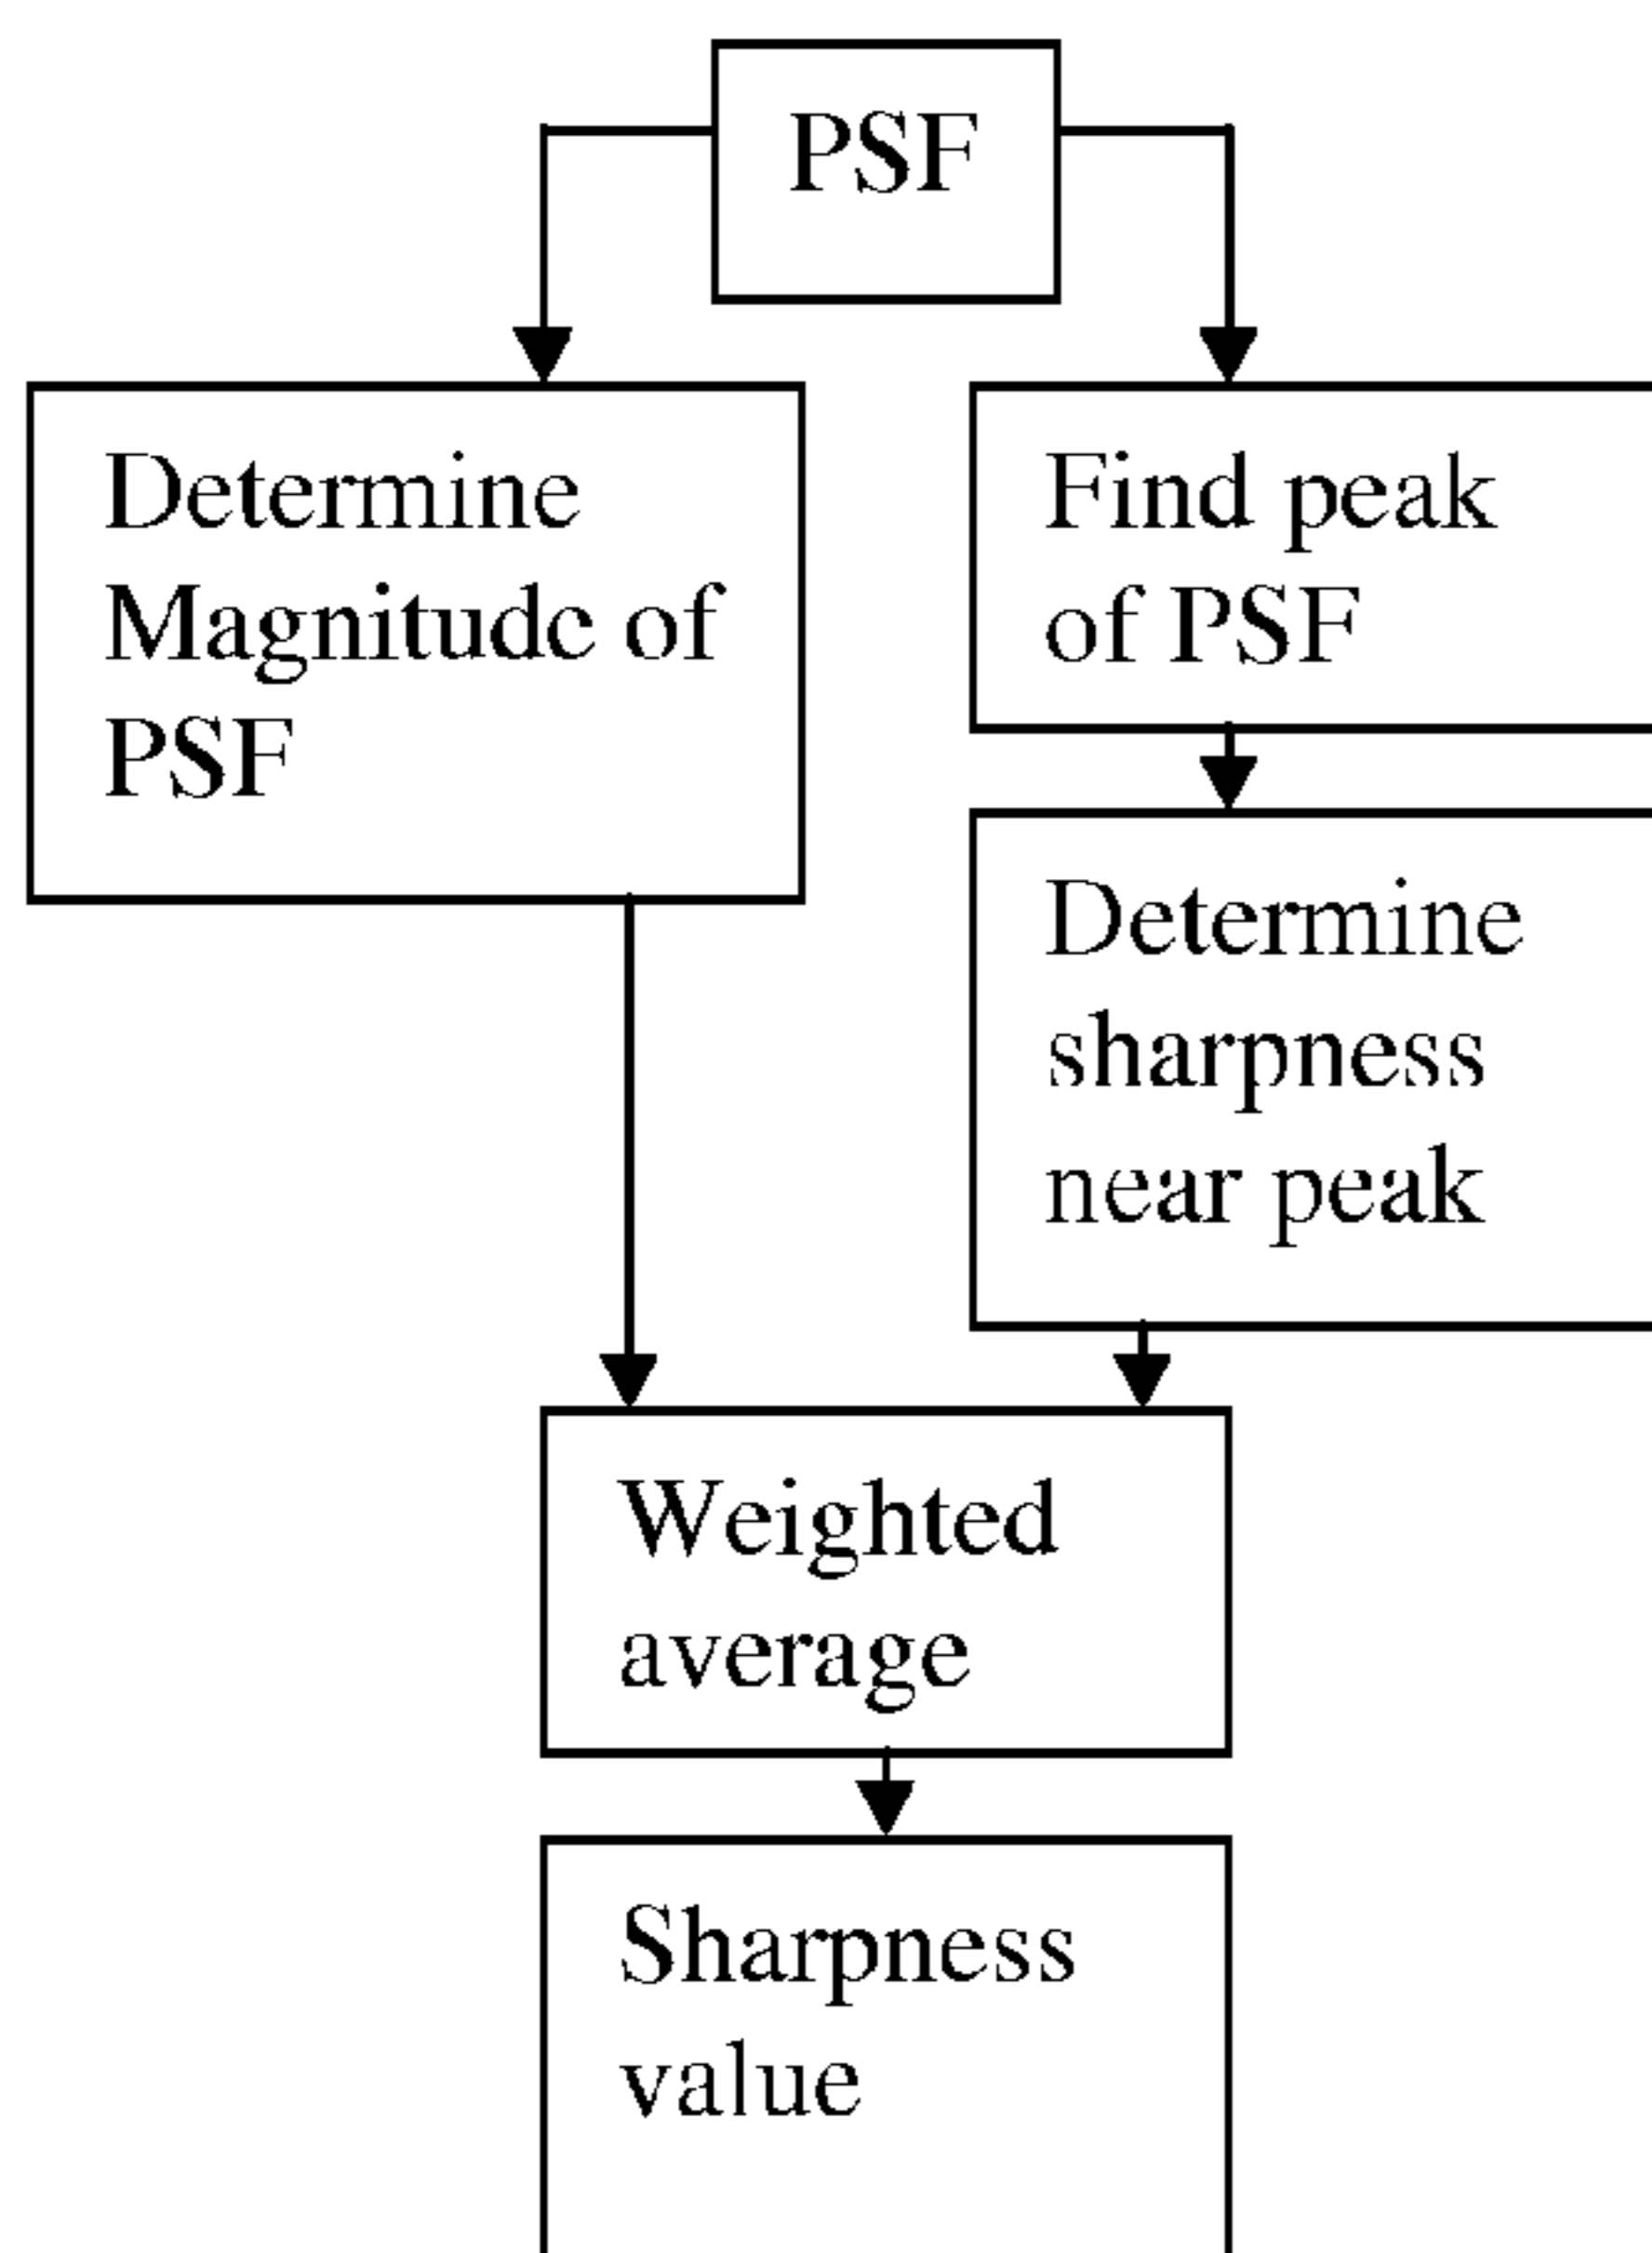 PSF
Determine
Magnitude of
PSF
Find peak
of PSF
Determine
sharpness
near peak
Weighted
average
Sharpness
value